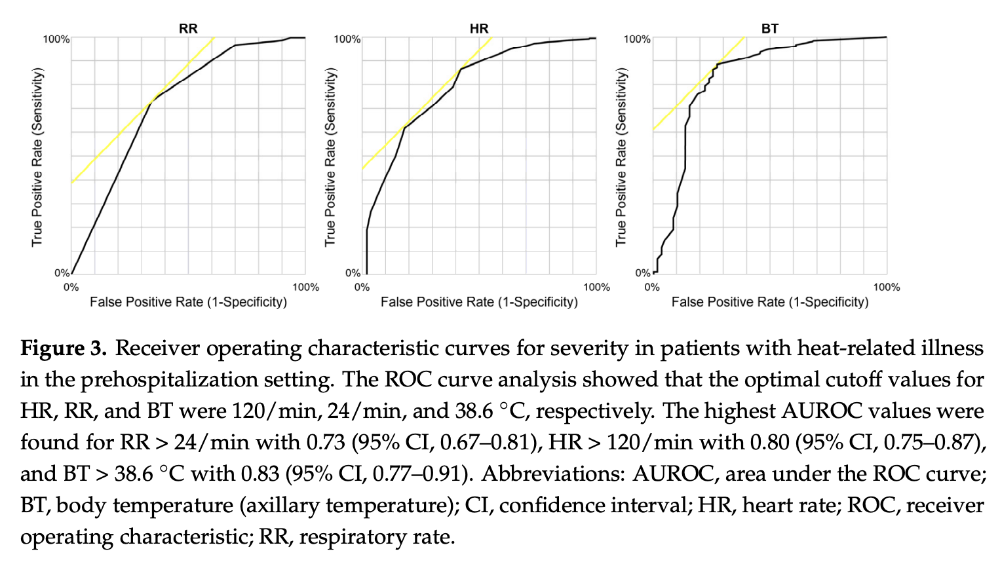 RR
100%
True Positive Rate (Sensitivity)
0%
0%
100%
False Positive Rate (1-Specificity)
HR
100%
True Positive Rate (Sensitivity)
0%
0%
100%
False Positive Rate (1-Specificity)
BT
100%
True Positive Rate (Sensitivity)
0%
0%
100%
False Positive Rate (1-Specificity)
Figure 3. Receiver operating characteristic curves for severity in patients with heat-related illness
in the prehospitalization setting. The ROC curve analysis showed that the optimal cutoff values for
HR, RR, and BT were 120/min, 24/min, and 38.6 °C, respectively. The highest AUROC values were
found for RR > 24/min with 0.73 (95% CI, 0.67–0.81), HR > 120/min with 0.80 (95% CI, 0.75–0.87),
and BT > 38.6 °C with 0.83 (95% CI, 0.77–0.91). Abbreviations: AUROC, area under the ROC curve;
BT, body temperature (axillary temperature); CI, confidence interval; HR, heart rate; ROC, receiver
operating characteristic; RR, respiratory rate.